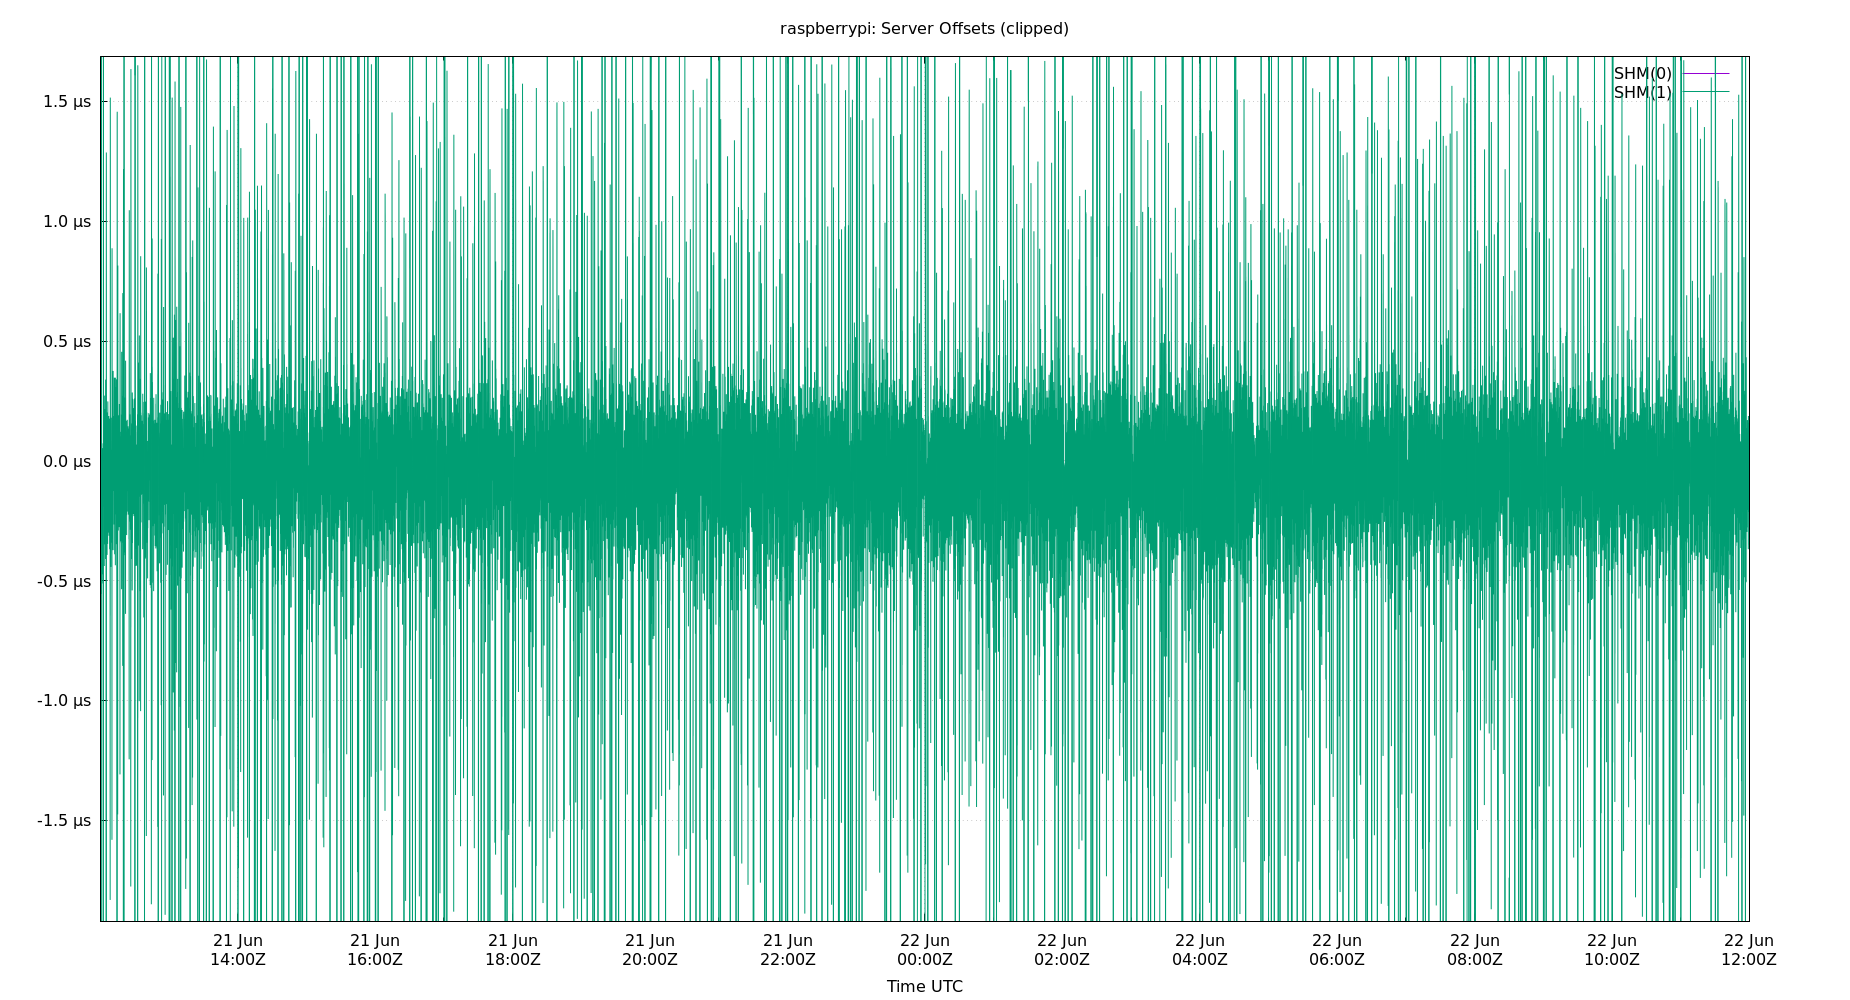 raspberrypi: Server Offsets (clipped)
SHM(0)
SHM(1)
1.5 µs
1.0 µs
0.5 µs
0.0 µs
-0.5 µs
-1.0 µs
-1.5 µs
21 Jun 21 Jun 21 Jun 21 Jun 21 Jun 22 Jun 22 Jun 22 Jun 22 Jun 22 Jun 22 Jun 22 Jun
14:00Z 16:00Z 18:00Z 20:00Z 22:00Z 00:00Z 02:00Z 04:00Z 06:00Z 08:00Z 10:00Z 12:00Z
Time UTC